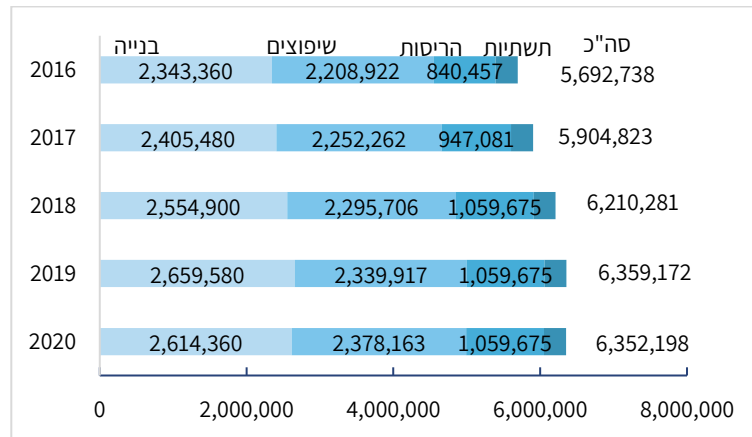 בנייה שיפוצים הריסות תשתיות סה"כ
2016 2,343,360 2,208,922 840,457 5,692,738
2017 2,405,480 2,252,262 947,081 5,904,823
2018 2,554,900 2,295,706 1,059,675 6,210,281
2019 2,659,580 2,339,917 1,059,675 6,359,172
2020 2,614,360 2,378,163 1,059,675 6,352,198
0 2,000,000 4,000,000 6,000,000 8,000,000